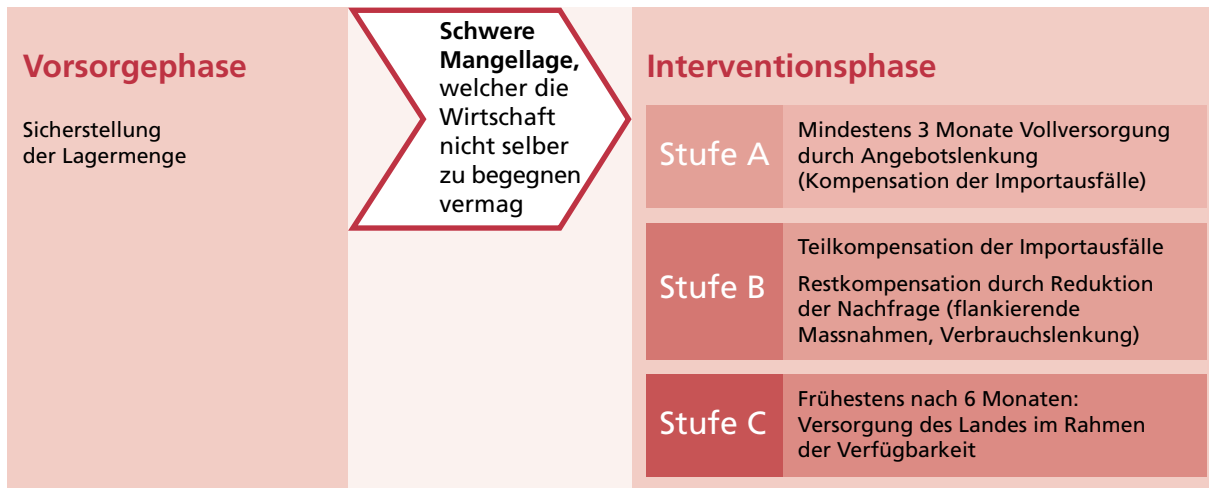 Vorsorgephase
Sicherstellung
der Lagermenge
Schwere
Mangellage,
welcher die
Wirtschaft
nicht selber
zu begegnen
vermag
Interventionsphase
Stufe A
Mindestens 3 Monate Vollversorgung
durch Angebotslenkung
(Kompensation der Importausfälle)
Stufe B
Teilkompensation der Importausfälle
Restkompensation durch Reduktion
der Nachfrage (flankierende
Massnahmen, Verbrauchslenkung)
Stufe C
Frühestens nach 6 Monaten:
Versorgung des Landes im Rahmen
der Verfügbarkeit